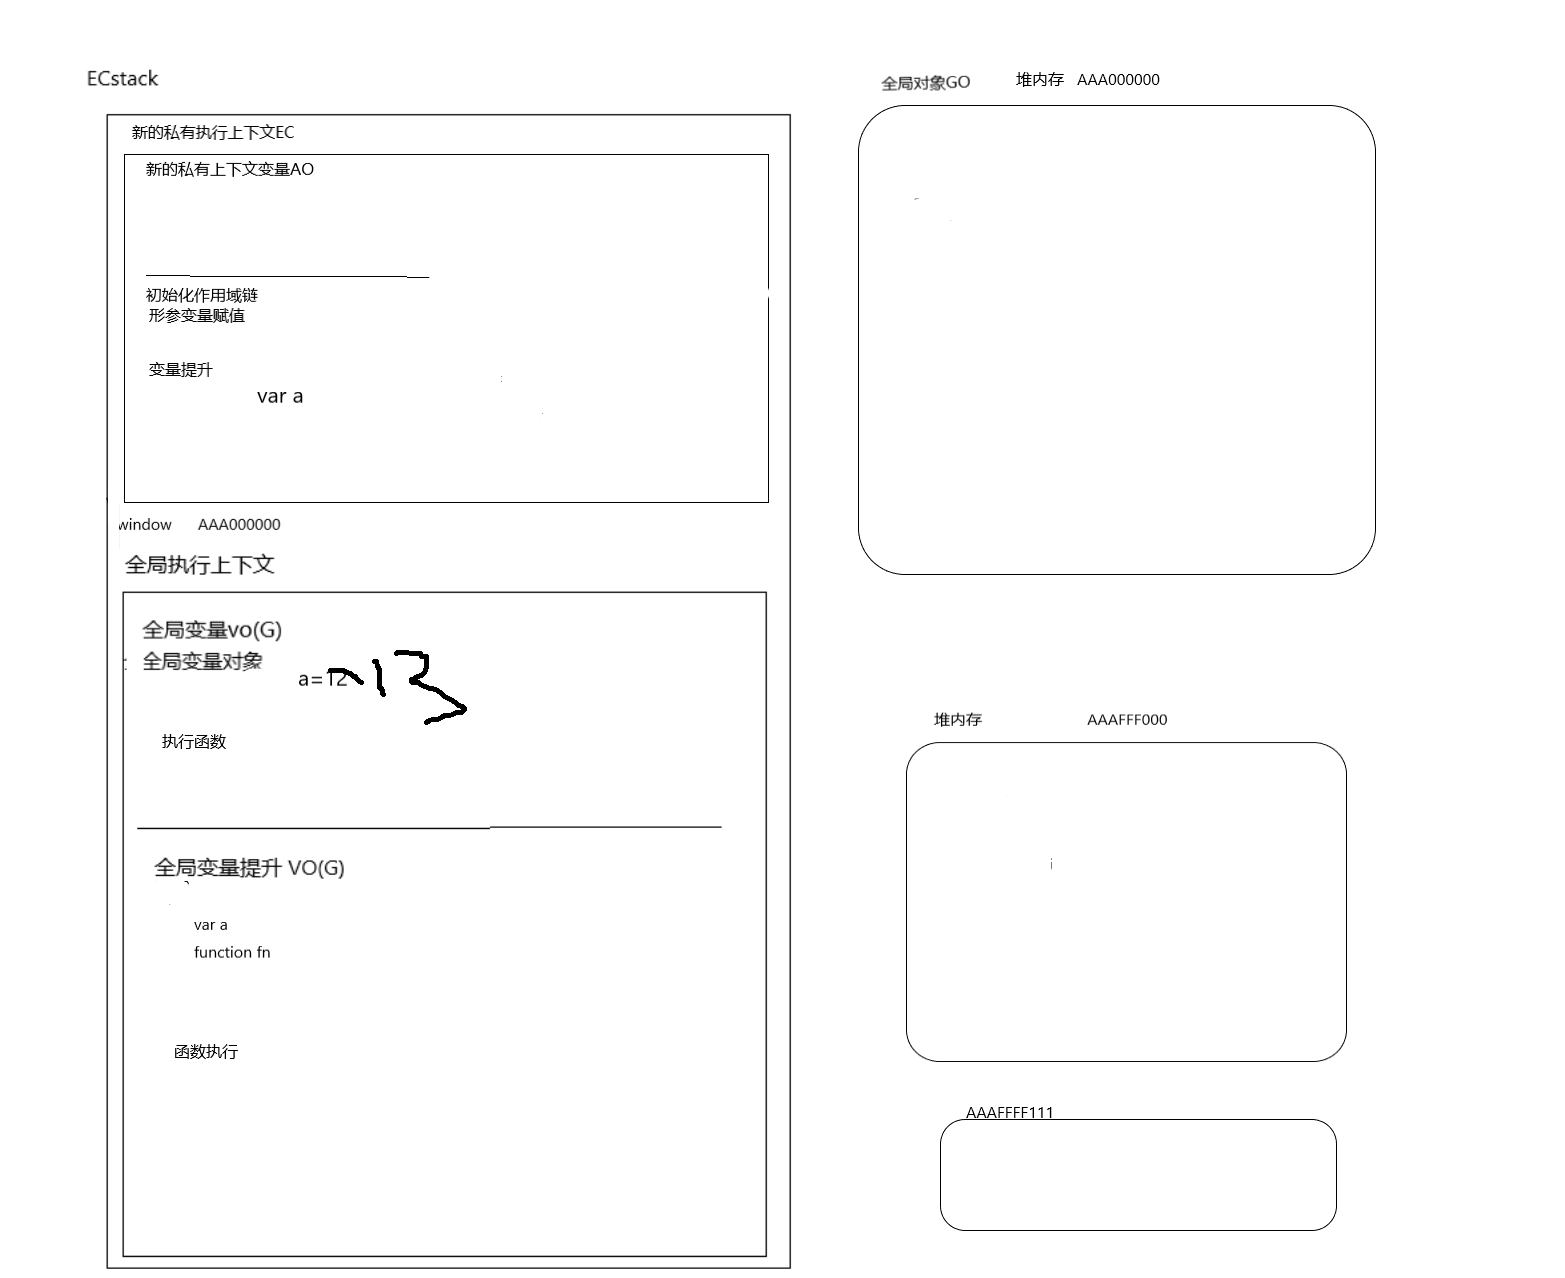 ECstack
新的私有执行上下文EC
新的私有上下文变量AO
初始化作用域链
形参变量赋值
变量提升
var a
window AAA000000
全局执行上下文
全局变量vo(G)
全局变量对象
a=12 13
执行函数
全局变量提升 VO(G)
var a
function fn
函数执行
全局对象GO 堆内存 AAA000000
堆内存 AAAFFF000
AAAFFFF111